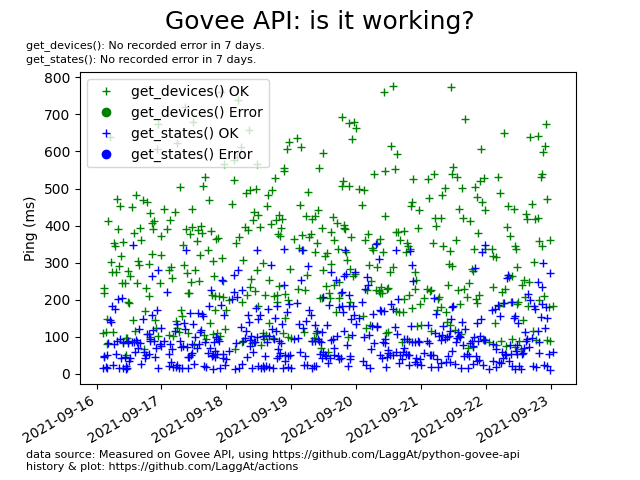 Govee API: is it working?
get_devices(): No recorded error in 7 days.
get_states(): No recorded error in 7 days.
800
700
600
500
400
300
200
100
0
Ping (ms)
get_devices() OK
get_devices() Error
get_states() OK
get_states() Error
2021-09-16
2021-09-17
2021-09-18
2021-09-19
2021-09-20
2021-09-21
2021-09-22
2021-09-23
data source: Measured on Govee API, using https://github.com/LaggAt/python-govee-api
history & plot: https://github.com/LaggAt/actions